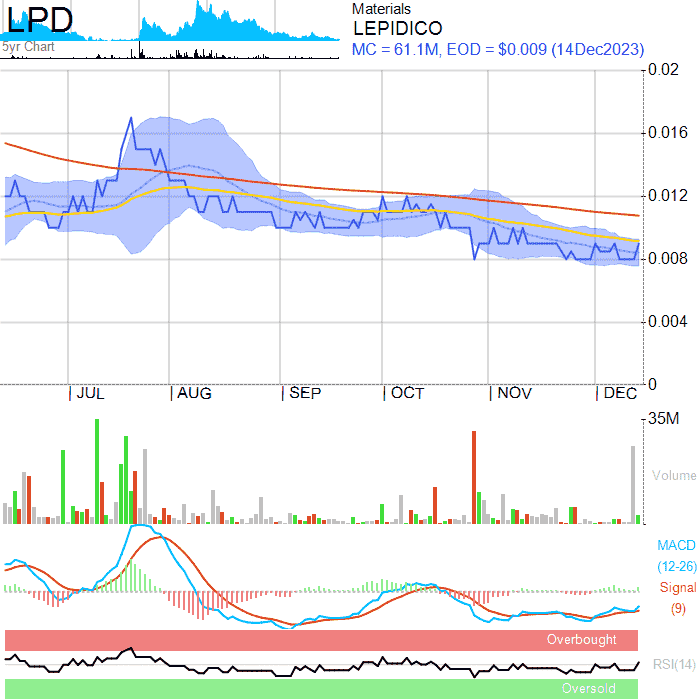 LPD
5yr Chart
Materials
LEPIDICO
MC = 61.1M, EOD = $0.009 (14Dec2023)
0.02
0.016
0.012
0.008
0.004
0
JUL AUG SEP OCT NOV DEC
35M
Volume
MACD
(12-26)
Signal
(9)
Overbought
RSI(14)
Oversold